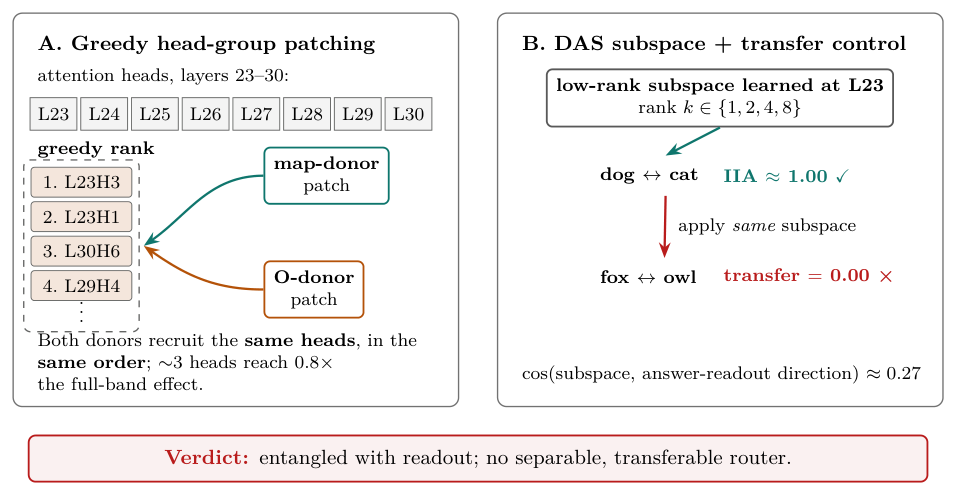 A. Greedy head-group patching
attention heads, layers 23–30:
L23 L24 L25 L26 L27 L28 L29 L30
greedy rank
1. L23H3
2. L23H1
3. L30H6
4. L29H4
⋮
map-donor
patch
O-donor
patch
Both donors recruit the same heads, in the
same order; ∼3 heads reach 0.8×
the full-band effect.
B. DAS subspace + transfer control
low-rank subspace learned at L23
rank k ∈ {1, 2, 4, 8}
dog ↔ cat IIA ≈ 1.00 ✓
apply same subspace
fox ↔ owl transfer = 0.00 ×
cos(subspace, answer-readout direction) ≈ 0.27
Verdict: entangled with readout; no separable, transferable router.